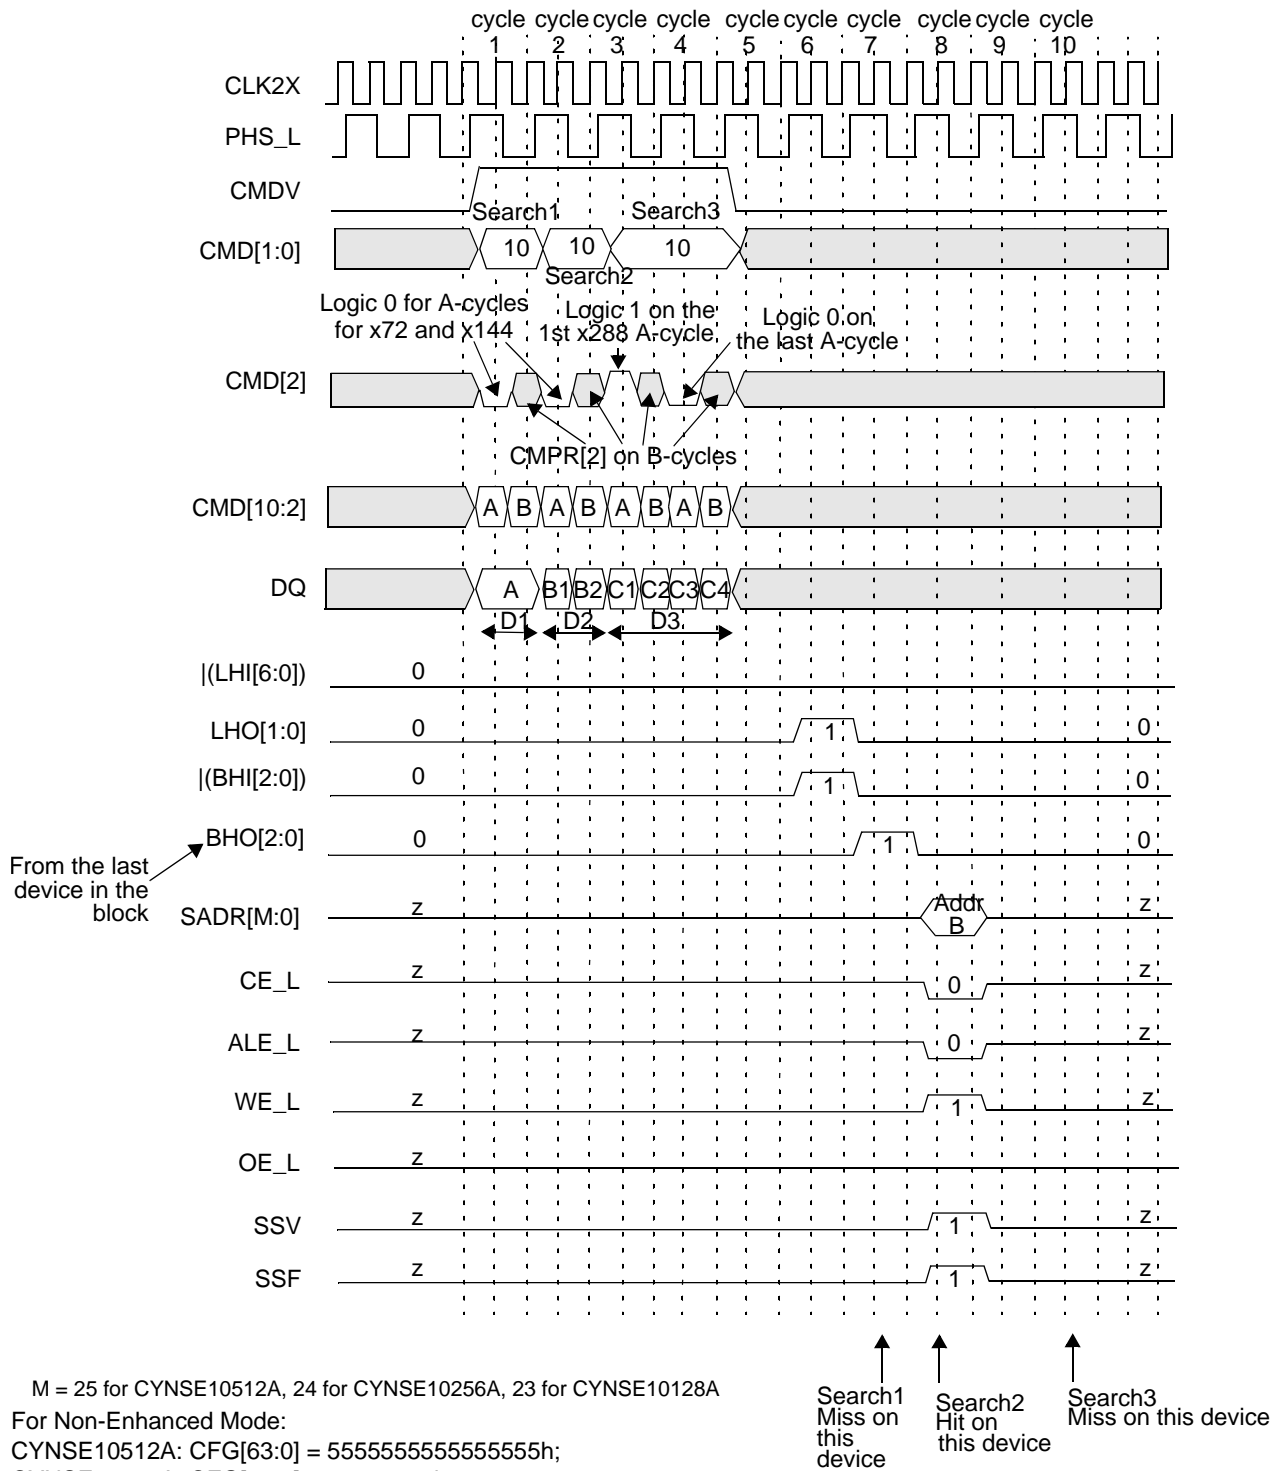 cycle cycle cycle cycle cycle cycle cycle cycle cycle cycle
1 2 3 4 5 6 7 8 9 10
CLK2X
PHS_L
CMDV
Search1 Search3
CMD[1:0] 10 10 10
Search2
Logic 0 for A-cycles
for x72 and x144
Logic 1 on the
1st x288 A-cycle
Logic 0 on
the last A-cycle
CMD[2]
CMPR[2] on B-cycles
CMD[10:2] A B A B A B A B
DQ A B1 B2 C1 C2 C3 C4
D1 D2 D3
|(LHI[6:0]) 0
LHO[1:0] 0 1 0
|(BHI[2:0]) 0 1 0
BHO[2:0] 0 1 0
From the last
device in the
block
SADR[M:0] z Addr z
B
CE_L z 0 z
ALE_L z 0 z
WE_L z 1 z
OE_L z
SSV z 1 z
SSF z 1 z
Search1
Miss on
this
device
Search2
Hit on
this device
Search3
Miss on this device
M = 25 for CYNSE10512A, 24 for CYNSE10256A, 23 for CYNSE10128A
For Non-Enhanced Mode:
CYNSE10512A: CFG[63:0] = 5555555555555555h;